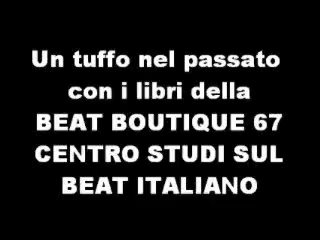 Un tuffo nel passato
con i libri della
BEAT BOUTIQUE 67
CENTRO STUDI SUL
BEAT ITALIANO